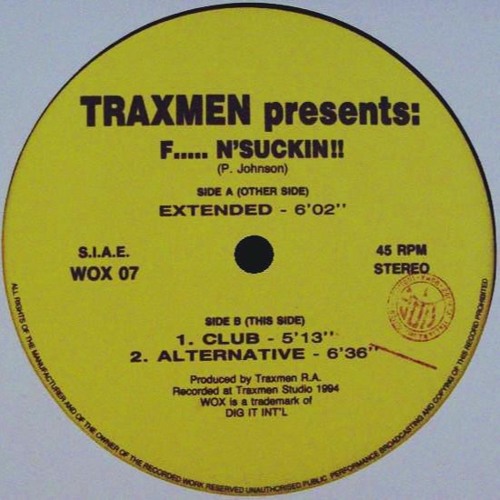 TRAXMEN presents:
F..... N'SUCKIN!!
(P. Johnson)
SIDE A (OTHER SIDE)
EXTENDED - 6'02"
S.I.A.E.
WOX 07
45 RPM
STEREO
SIDE B (THIS SIDE)
1. CLUB - 5'13"
2. ALTERNATIVE - 6'36"
Produced by Traxmen R.A.
Recorded at Traxmen Studio 1994
WOX is a trademark of
DIG IT INT'L
ALL RIGHTS OF THE MANUFACTURER AND OF THE OWNER OF THE RECORDED WORK RESERVED UNAUTHORISED PUBLIC PERFORMANCE BROADCASTING AND COPYING OF THIS RECORD PROHIBITED